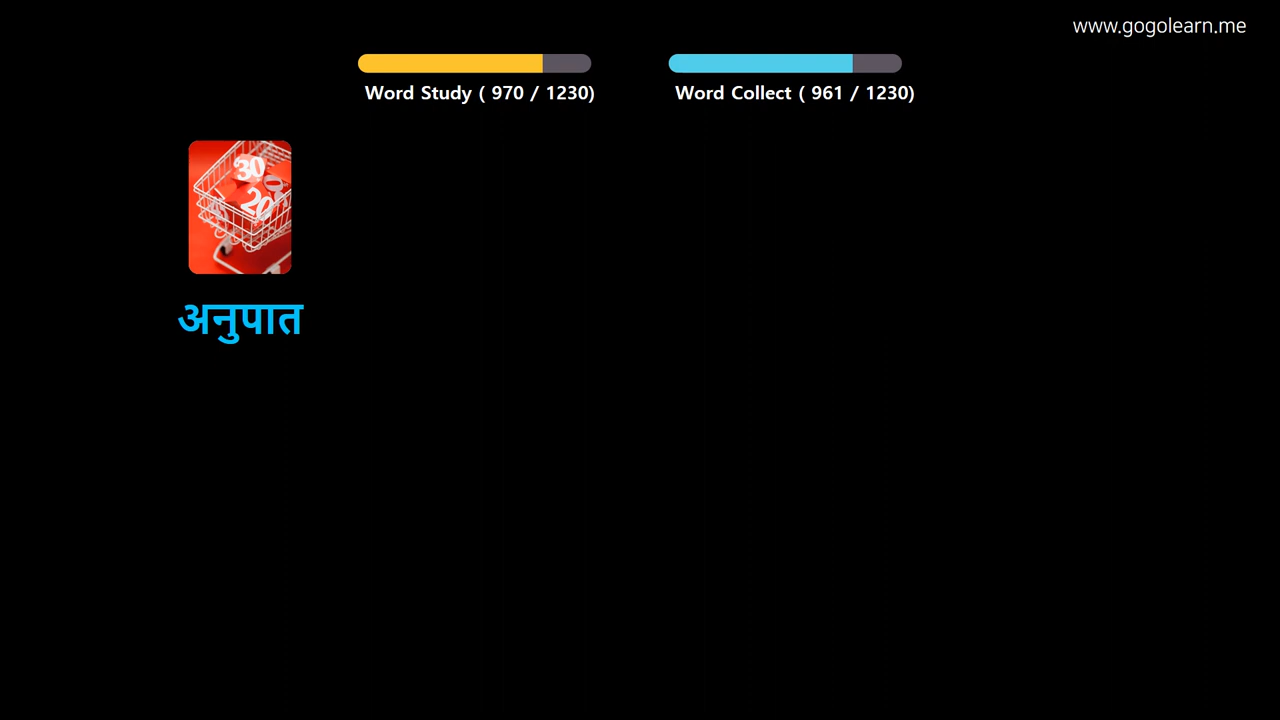 www.gogolearn.me
Word Study ( 970 / 1230)
Word Collect ( 961 / 1230)
30
20
अनुपात